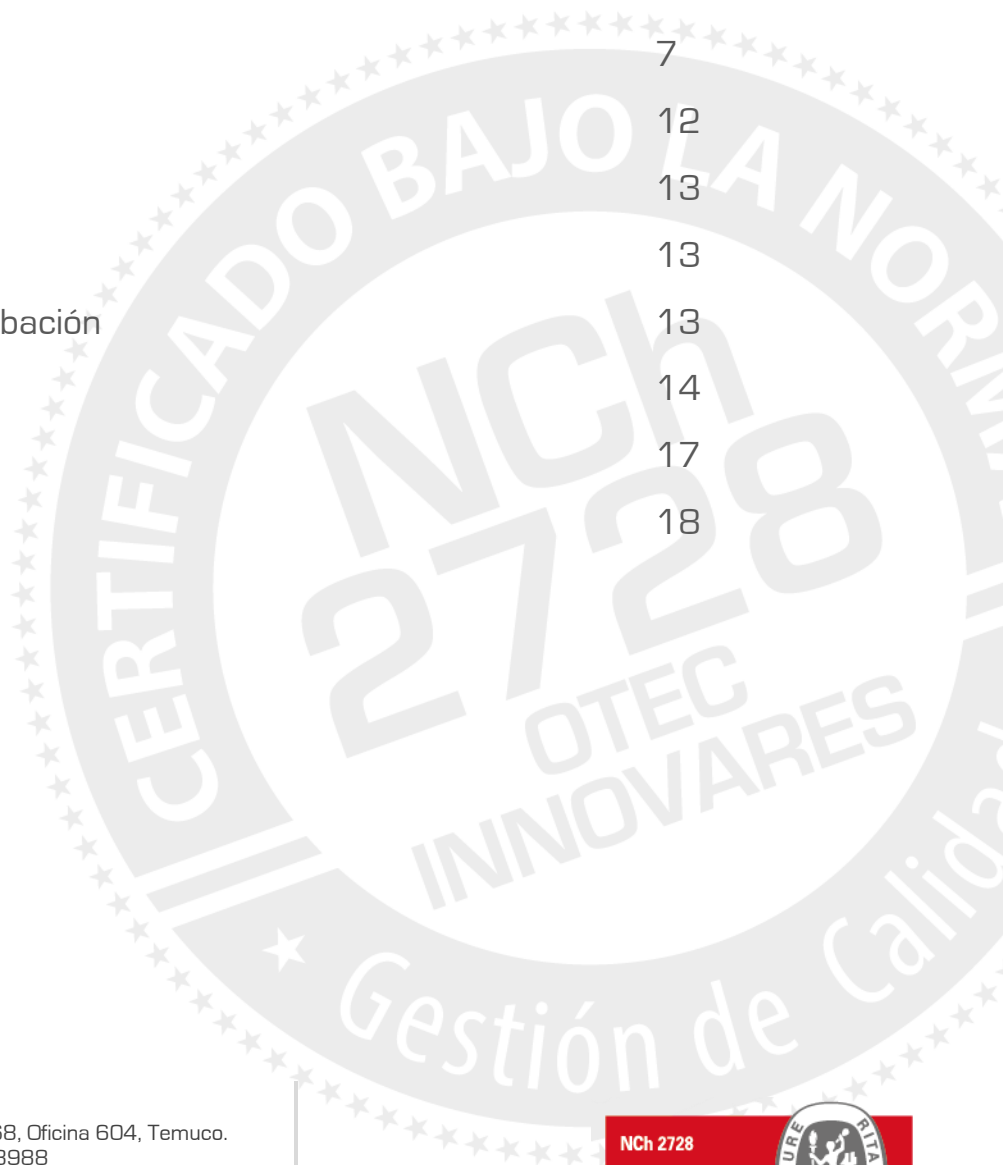 7
12
13
13
bación 13
14
17
18
CERTIFICADO BAJO LA NORMA
NCh
2728
OTEC
INNOVARES
Gestión de Calidad
68, Oficina 604, Temuco.
3988
NCh 2728